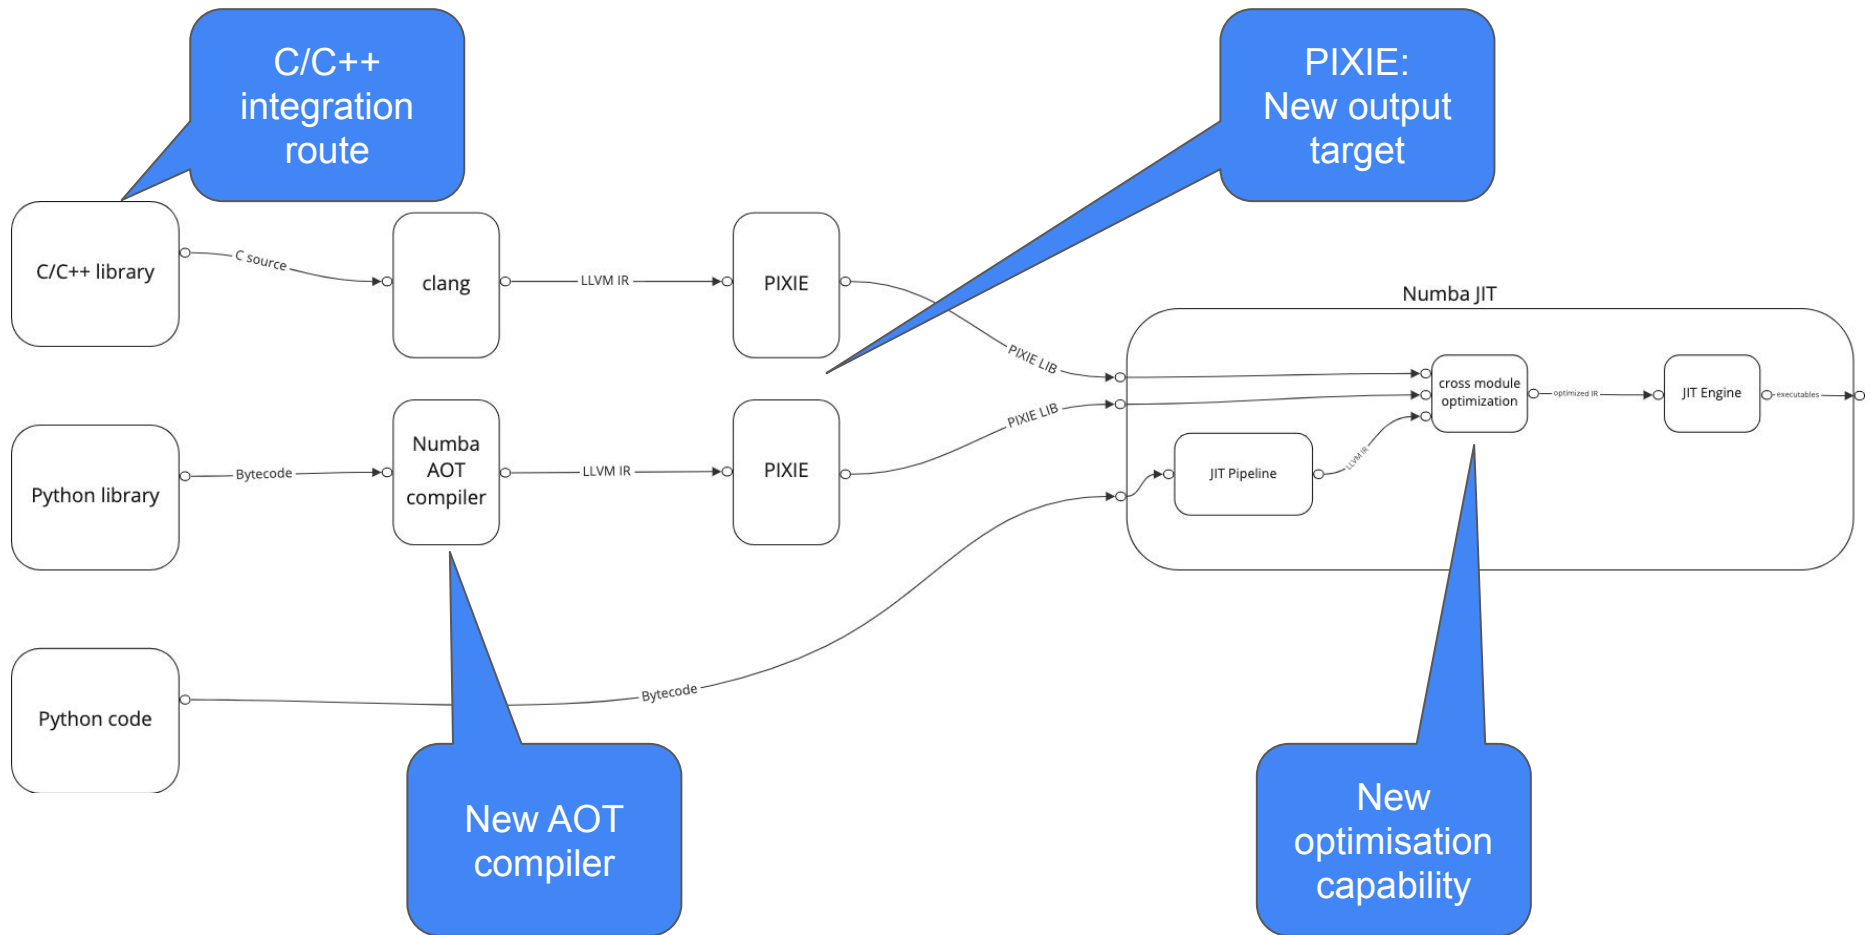 C/C++
integration
route
PIXIE:
New output
target
C/C++ library
C source
clang
LLVM IR
PIXIE
PIXIE LIB
Numba JIT
cross module
optimization
optimized IR
JIT Engine
executables
Python library
Bytecode
Numba
AOT
compiler
LLVM IR
PIXIE
PIXIE LIB
JIT Pipeline
LLVM IR
Python code
Bytecode
New AOT
compiler
New
optimisation
capability